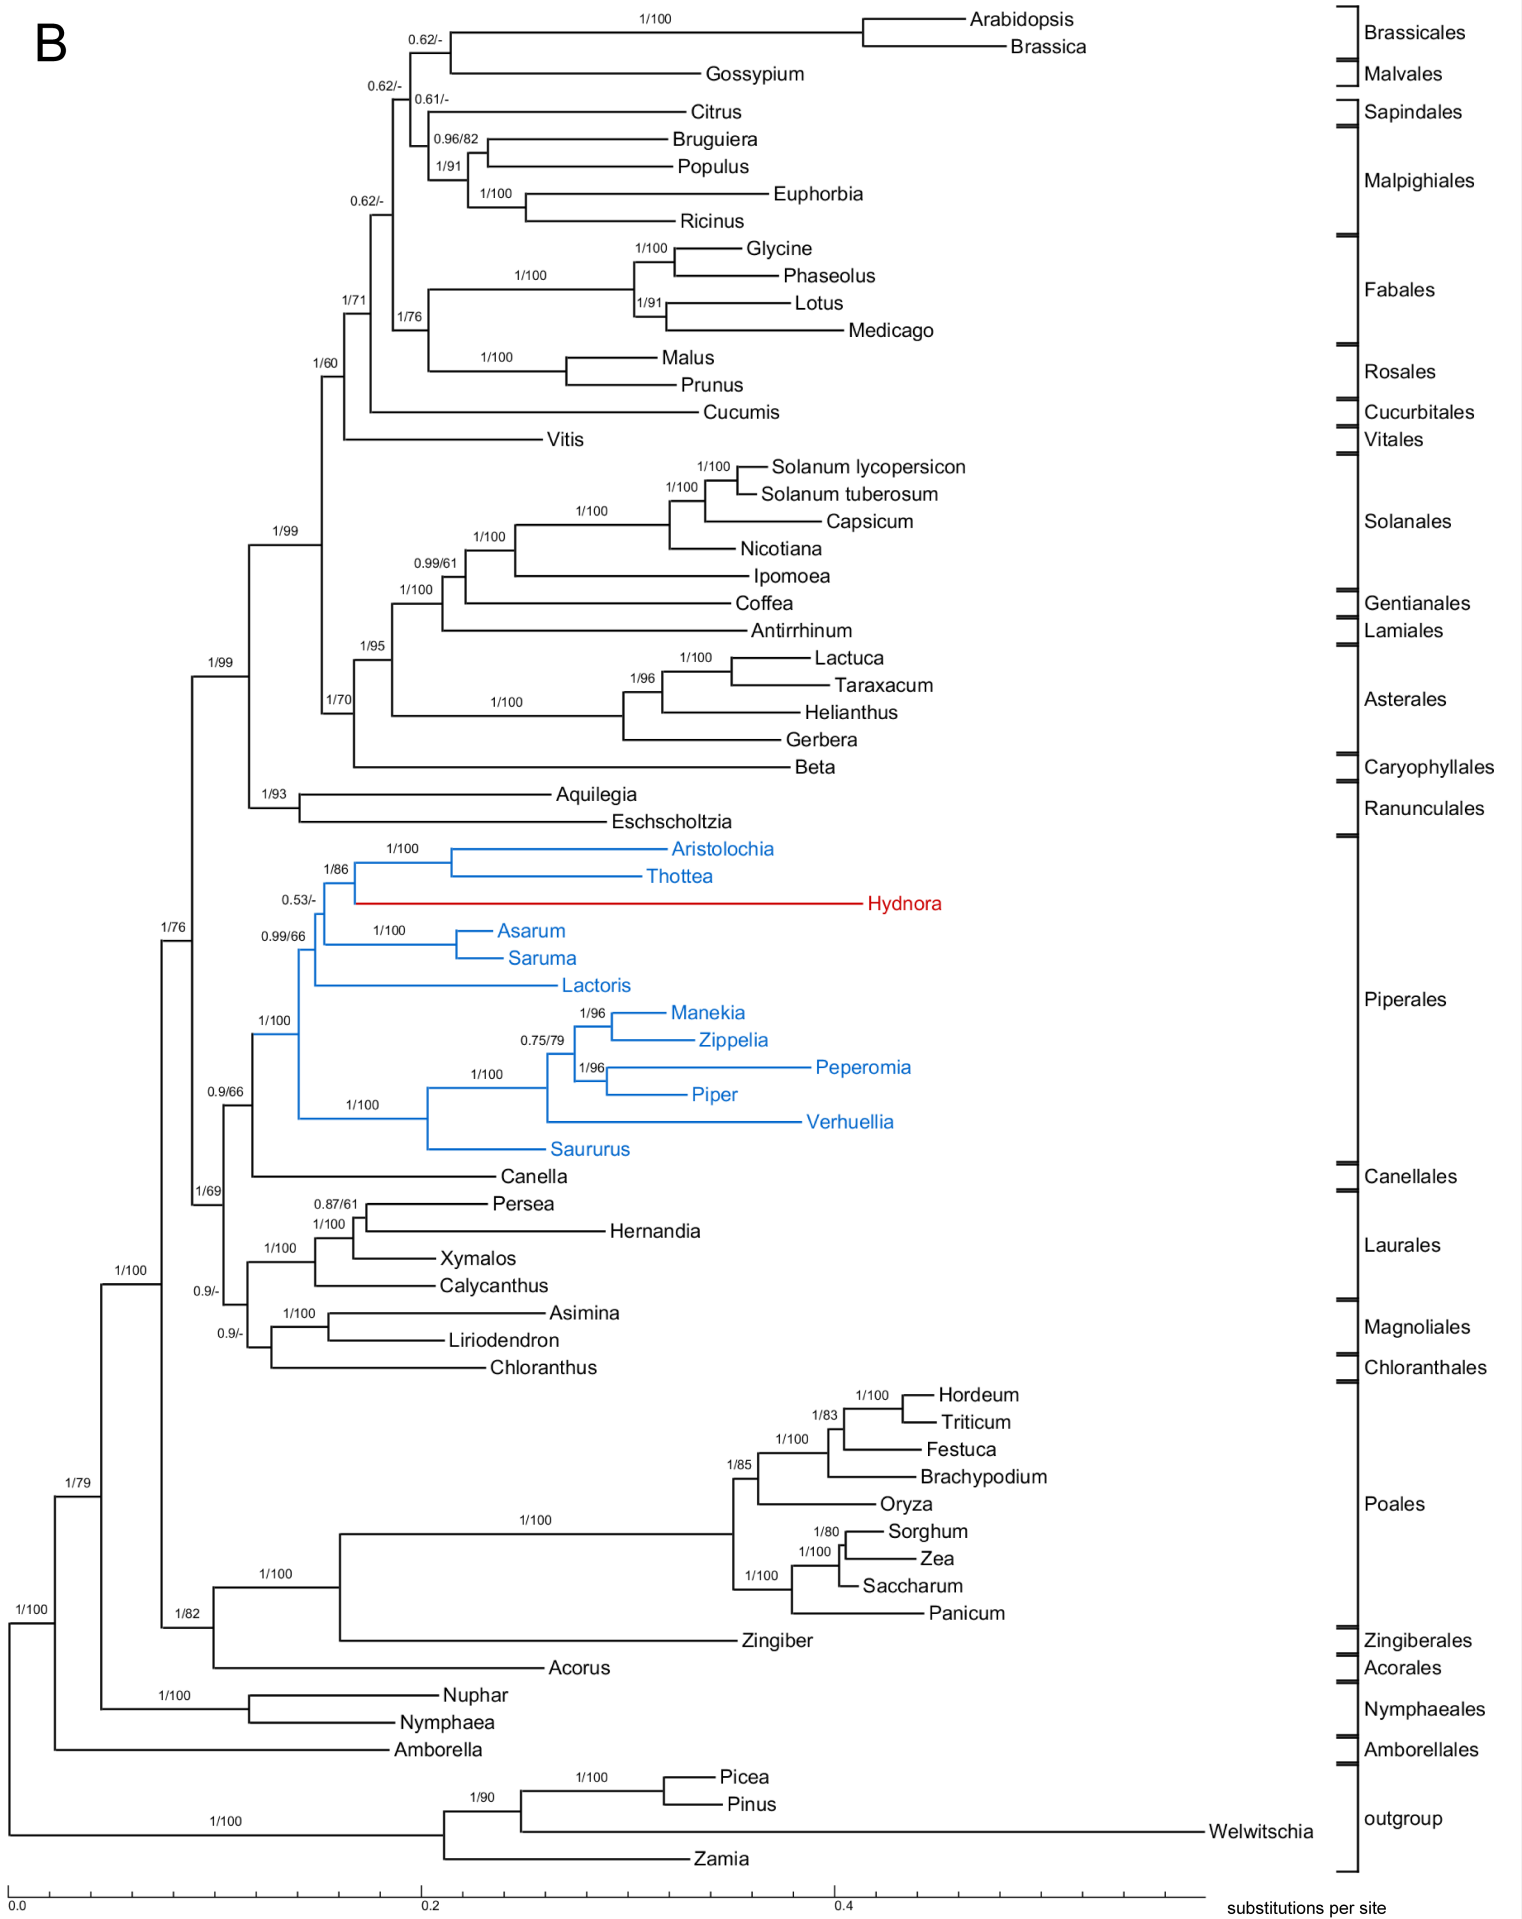 B
1/100
Arabidopsis
Brassica
Brassicales
0.62/-
Gossypium
Malvales
0.62/-
0.61/-
Citrus
Sapindales
0.96/82
Bruguiera
1/91
Populus
Malpighiales
1/100
Euphorbia
Ricinus
0.62/-
1/100
Glycine
1/100
Phaseolus
1/91
Lotus
Fabales
1/71
1/76
Medicago
1/100
Malus
1/60
Prunus
Rosales
Cucumis
Cucurbitales
Vitis
Vitales
1/100
Solanum lycopersicon
1/100
Solanum tuberosum
1/100
Capsicum
Solanales
1/100
Nicotiana
0.99/61
Ipomoea
1/100
Coffea
Gentianales
1/99
Antirrhinum
Lamiales
1/95
1/100
Lactuca
1/99
1/96
Taraxacum
1/70
1/100
Helianthus
Asterales
Gerbera
Beta
Caryophyllales
1/93
Aquilegia
Eschscholtzia
Ranunculales
1/100
Aristolochia
1/86
Thottea
0.53/-
Hydnora
1/76
0.99/66
1/100
Asarum
Saruma
Lactoris
Piperales
1/100
1/96
Manekia
0.75/79
Zippelia
1/100
1/96
Peperomia
0.9/66
1/100
Piper
Verhuellia
Saururus
Canella
Canellales
1/69
0.87/61
Persea
1/100
Hernandia
1/100
Xymalos
Laurales
1/100
Calycanthus
0.9/-
1/100
Asimina
0.9/-
Liriodendron
Magnoliales
Chloranthus
Chloranthales
1/100
Hordeum
1/83
Triticum
1/100
Festuca
1/85
Brachypodium
1/79
Oryza
Poales
1/100
1/80
Sorghum
1/100
Zea
1/100
1/100
Saccharum
1/100
1/82
Panicum
Zingiber
Zingiberales
Acorus
Acorales
1/100
Nuphar
Nymphaea
Nymphaeales
Amborella
Amborellales
1/100
Picea
1/90
Pinus
1/100
Welwitschia
outgroup
Zamia
0.0
0.2
0.4
substitutions per site